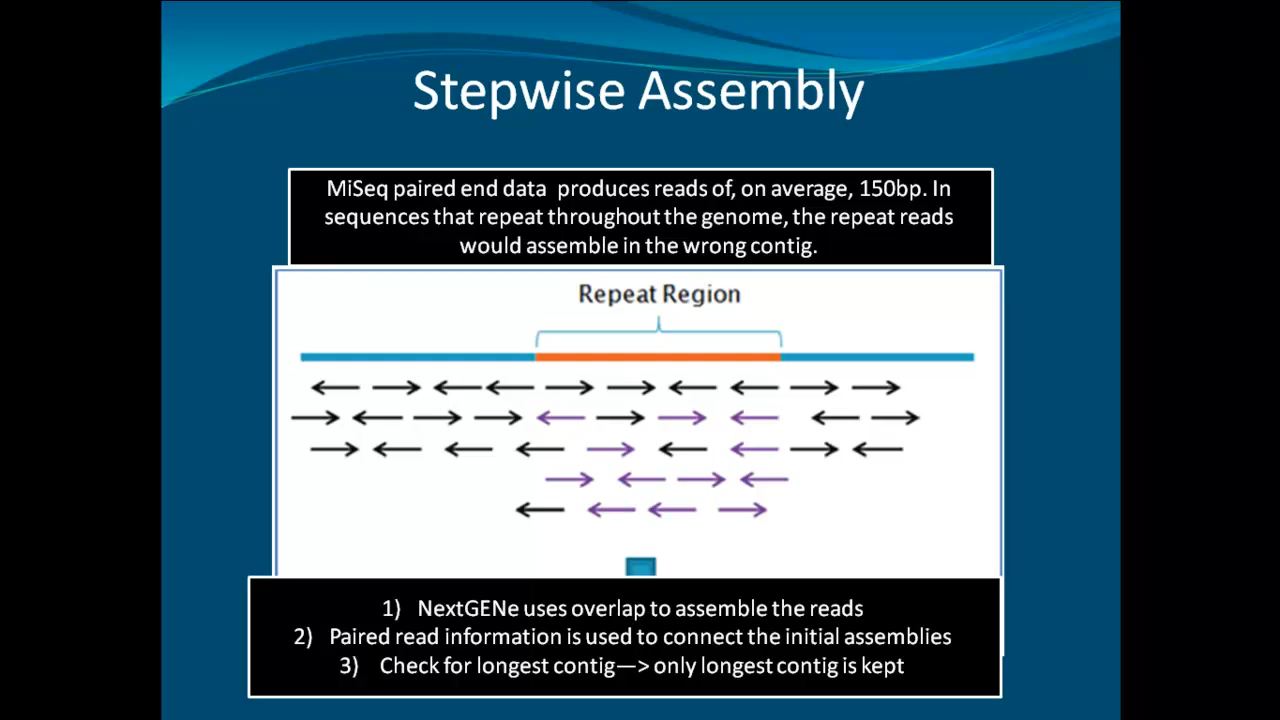 Stepwise Assembly
MiSeq paired end data  produces reads of, on average, 150bp. In
sequences that repeat throughout the genome, the repeat reads
would assemble in the wrong contig.
Repeat Region
1) NextGENe uses overlap to assemble the reads
2) Paired read information is used to connect the initial assemblies
3) Check for longest contig—> only longest contig is kept